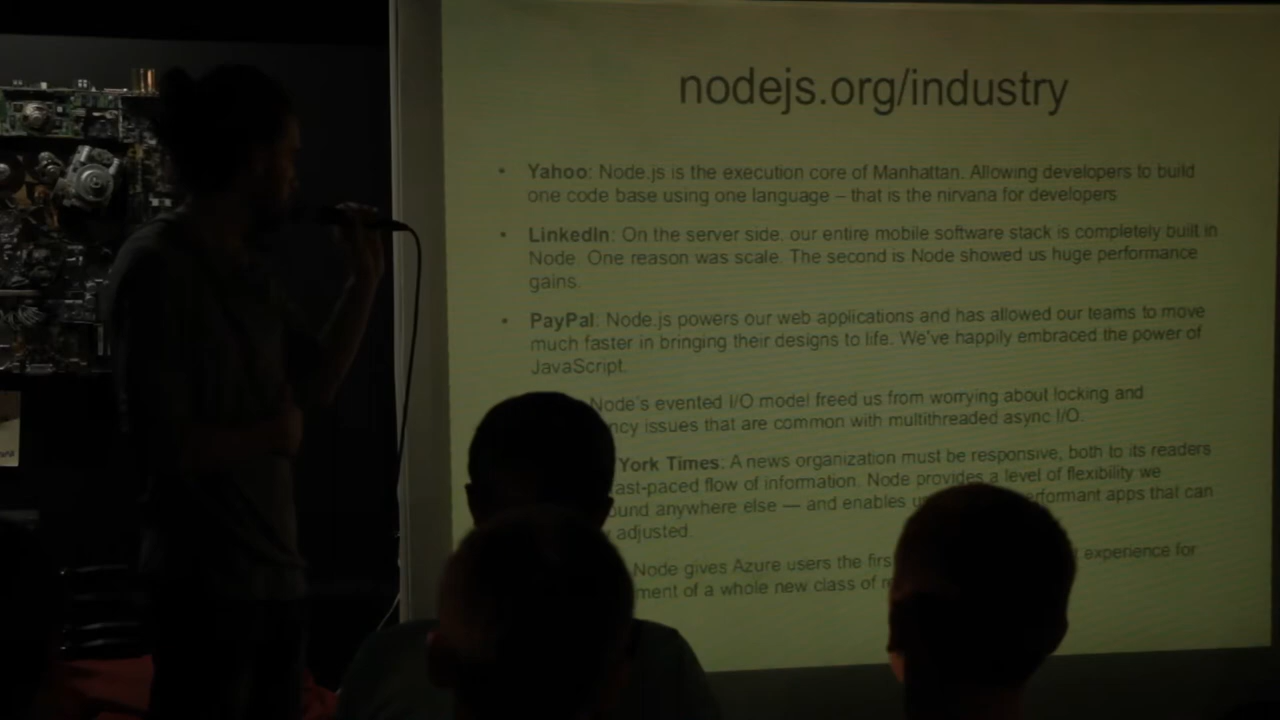 nodejs.org/industry
• Yahoo: Node.js is the execution core of Manhattan. Allowing developers to build
one code base using one language – that is the nirvana for developers
• LinkedIn: On the server side, our entire mobile software stack is completely built in
Node. One reason was scale. The second is Node showed us huge performance
gains.
• PayPal: Node.js powers our web applications and has allowed our teams to move
much faster in bringing their designs to life. We've happily embraced the power of
JavaScript.
Node's evented I/O model freed us from worrying about locking and
issues that are common with multithreaded async I/O.
York Times: A news organization must be responsive, both to its readers
flow of information. Node provides a level of flexibility we
anywhere else — and enables apps that can
adjusted.
Node gives Azure users the experience for
of a whole new class of